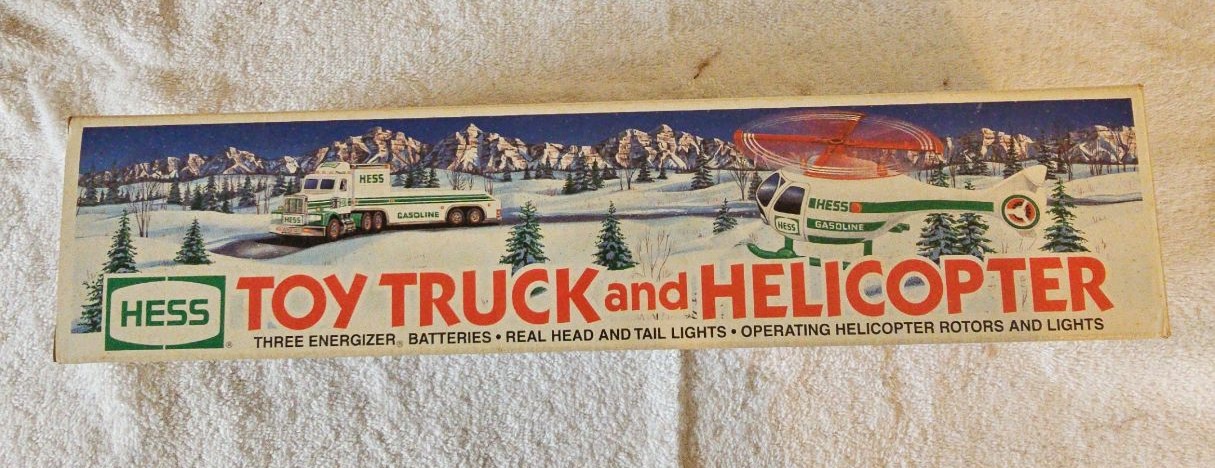 HESS
GASOLINE
HESS
HESS
GASOLINE
HESS
HESS®
TOY TRUCK and HELICOPTER
THREE ENERGIZER® BATTERIES • REAL HEAD AND TAIL LIGHTS • OPERATING HELICOPTER ROTORS AND LIGHTS